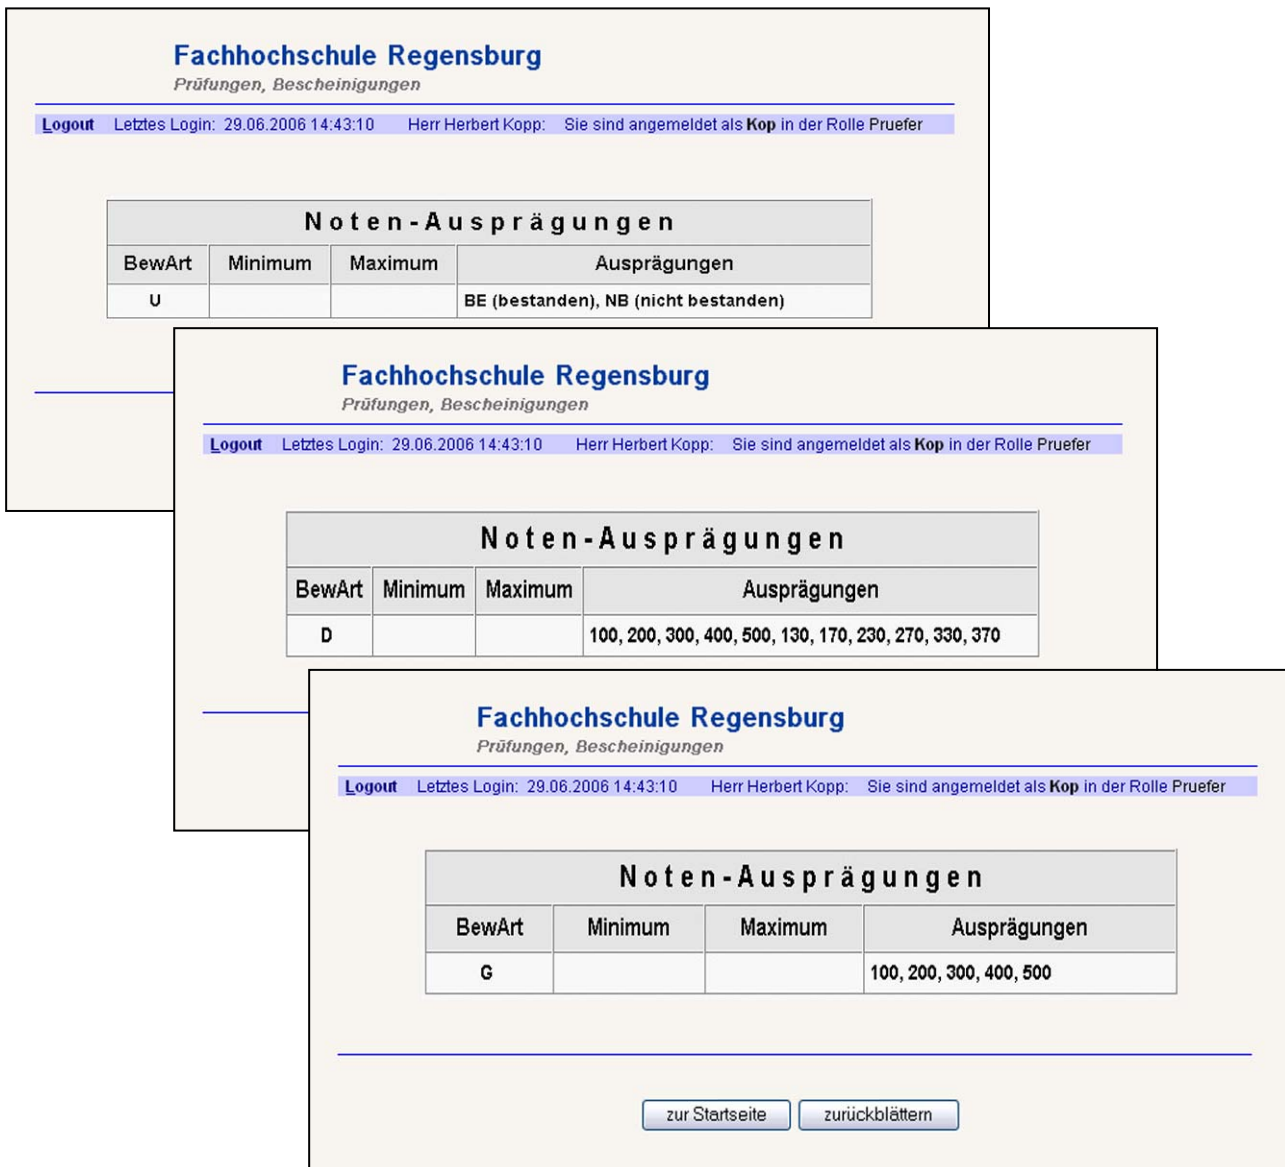 Fachhochschule Regensburg
Prüfungen, Bescheinigungen
Logout Letztes Login: 29.06.2006 14:43:10 Herr Herbert Kopp: Sie sind angemeldet als Kop in der Rolle Pruefer
Noten-Ausprägungen
BewArt Minimum Maximum Ausprägungen
U BE (bestanden), NB (nicht bestanden)
Fachhochschule Regensburg
Prüfungen, Bescheinigungen
Logout Letztes Login: 29.06.2006 14:43:10 Herr Herbert Kopp: Sie sind angemeldet als Kop in der Rolle Pruefer
Noten-Ausprägungen
BewArt Minimum Maximum Ausprägungen
D 100, 200, 300, 400, 500, 130, 170, 230, 270, 330, 370
Fachhochschule Regensburg
Prüfungen, Bescheinigungen
Logout Letztes Login: 29.06.2006 14:43:10 Herr Herbert Kopp: Sie sind angemeldet als Kop in der Rolle Pruefer
Noten-Ausprägungen
BewArt Minimum Maximum Ausprägungen
G 100, 200, 300, 400, 500
zur Startseite zurückblättern